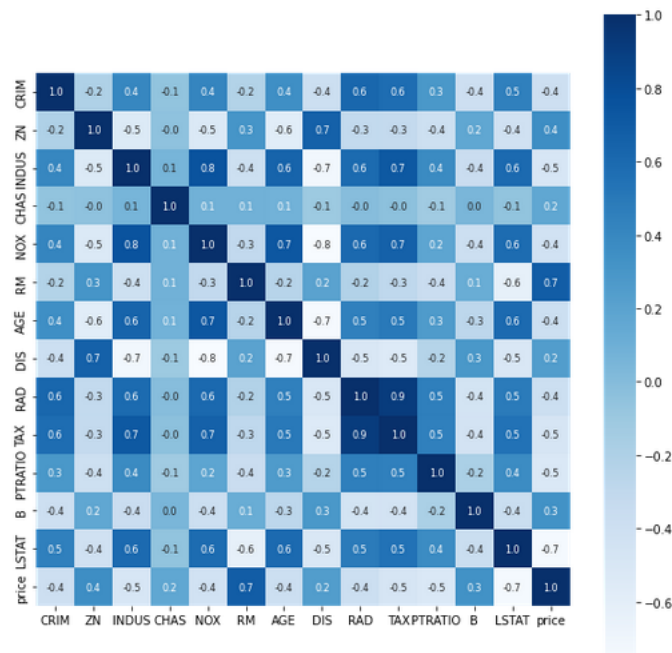 CRIM 1.0 -0.2 0.4 -0.1 0.4 -0.2 0.4 -0.4 0.6 0.6 0.3 -0.4 0.5 -0.4
ZN -0.2 1.0 -0.5 -0.0 -0.5 0.3 -0.6 0.7 -0.3 -0.3 -0.4 0.2 -0.4 0.4
INDUS 0.4 -0.5 1.0 0.1 0.8 -0.4 0.6 -0.7 0.6 0.7 0.4 -0.4 0.6 -0.5
CHAS -0.1 -0.0 0.1 1.0 0.1 0.1 0.1 -0.1 -0.0 -0.0 -0.1 0.0 -0.1 0.2
NOX 0.4 -0.5 0.8 0.1 1.0 -0.3 0.7 -0.8 0.6 0.7 0.2 -0.4 0.6 -0.4
RM -0.2 0.3 -0.4 0.1 -0.3 1.0 -0.2 0.2 -0.2 -0.3 -0.4 0.1 -0.6 0.7
AGE 0.4 -0.6 0.6 0.1 0.7 -0.2 1.0 -0.7 0.5 0.5 0.3 -0.3 0.6 -0.4
DIS -0.4 0.7 -0.7 -0.1 -0.8 0.2 -0.7 1.0 -0.5 -0.5 -0.2 0.3 -0.5 0.2
RAD 0.6 -0.3 0.6 -0.0 0.6 -0.2 0.5 -0.5 1.0 0.9 0.5 -0.4 0.5 -0.4
TAX 0.6 -0.3 0.7 -0.0 0.7 -0.3 0.5 -0.5 0.9 1.0 0.5 -0.4 0.5 -0.5
PTRATIO 0.3 -0.4 0.4 -0.1 0.2 -0.4 0.3 -0.2 0.5 0.5 1.0 -0.2 0.4 -0.5
B -0.4 0.2 -0.4 0.0 -0.4 0.1 -0.3 0.3 -0.4 -0.4 -0.2 1.0 -0.4 0.3
LSTAT 0.5 -0.4 0.6 -0.1 0.6 -0.6 0.6 -0.5 0.5 0.5 0.4 -0.4 1.0 -0.7
price -0.4 0.4 -0.5 0.2 -0.4 0.7 -0.4 0.2 -0.4 -0.5 -0.5 0.3 -0.7 1.0
CRIM ZN INDUS CHAS NOX RM AGE DIS RAD TAX PTRATIO B LSTAT price
1.0
0.8
0.6
0.4
0.2
0.0
−0.2
−0.4
−0.6